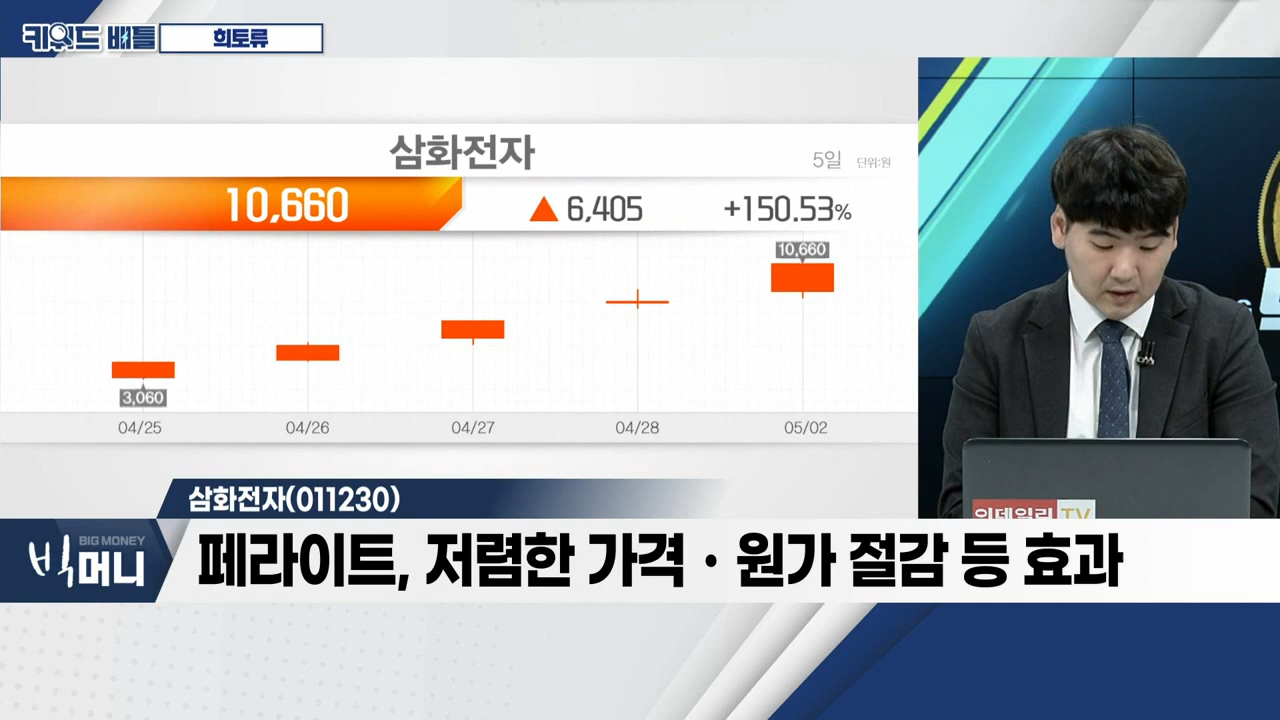 키워드 배틀
희토류
삼화전자
5일 단위:원
10,660 ▲ 6,405 +150.53%
10,660
3,060
04/25 04/26 04/27 04/28 05/02
삼화전자(011230)
이데일리 TV
BIG MONEY
빅머니
페라이트, 저렴한 가격 · 원가 절감 등 효과